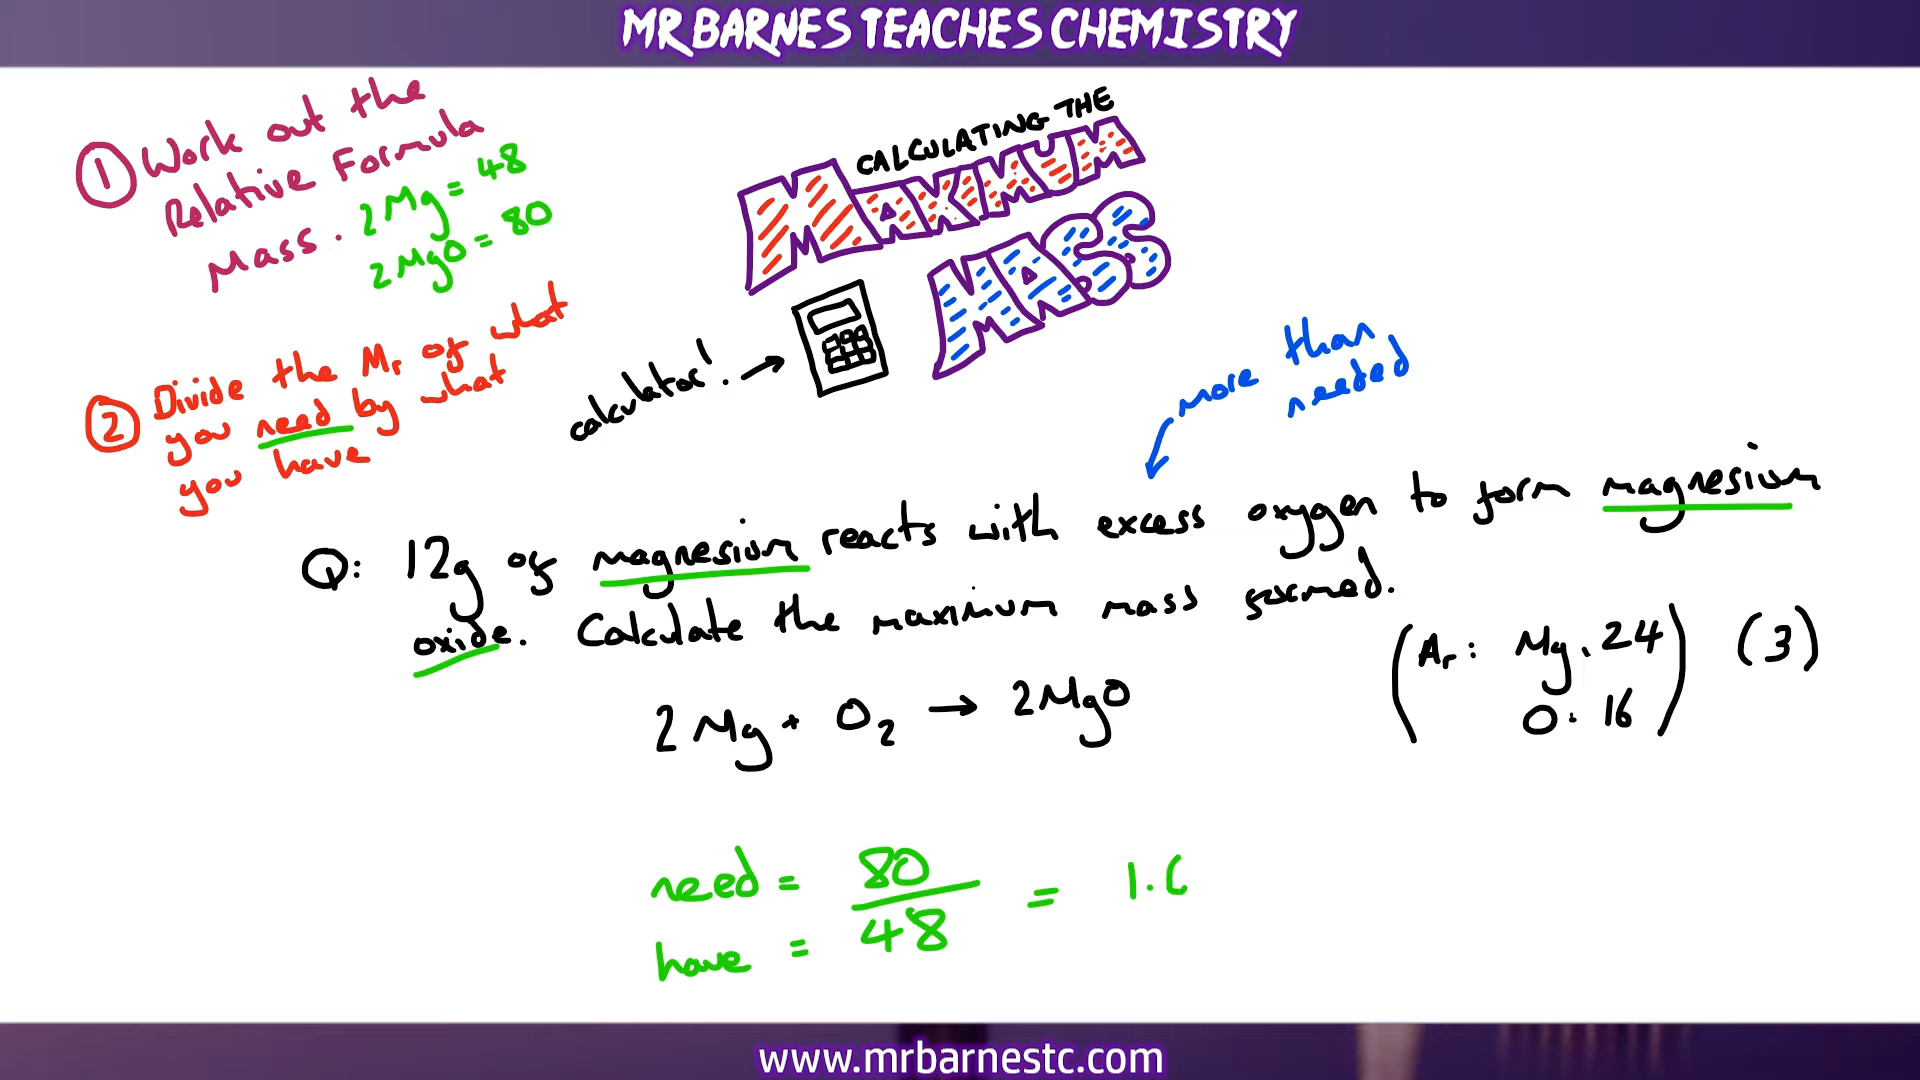 MR BARNES TEACHES CHEMISTRY
① Work out the
Relative Formula
Mass.
2Mg = 48
2MgO = 80
② Divide the Mr of what
you need by what
you have
CALCULATING THE
MAXIMUM
MASS
calculator! →
more than
needed
Q: 12g of magnesium reacts with excess oxygen to form magnesium
oxide. Calculate the maximum mass formed.
(Ar: Mg. 24
O: 16)
(3)
2Mg + O₂ → 2MgO
need = 80
have = 48
= 1.6
www.mrbarnestc.com